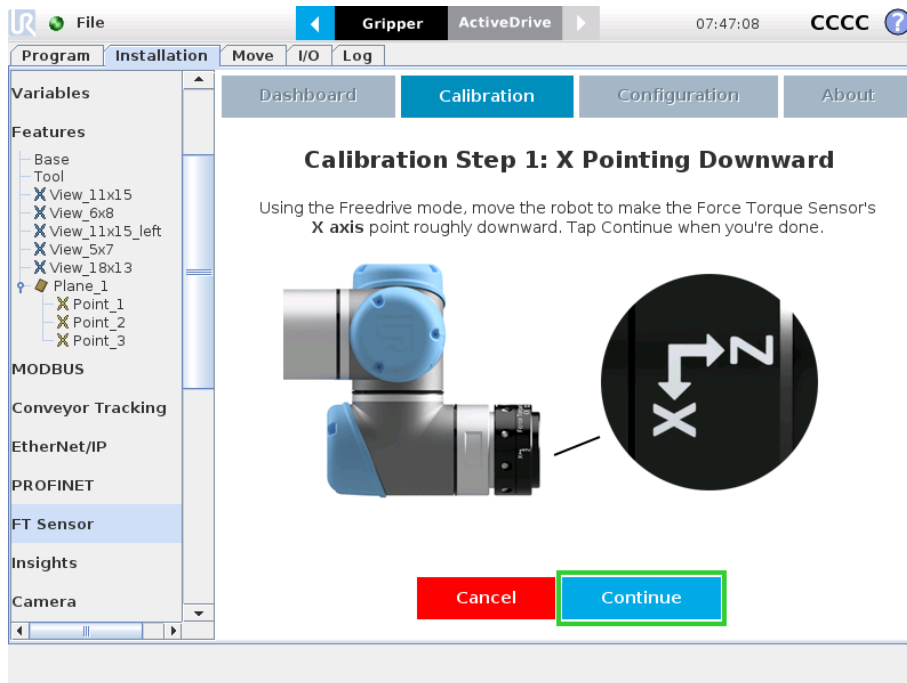 File
Gripper
ActiveDrive
07:47:08
CCCC
?
Program
Installation
Move
I/O
Log
Variables
Features
Base
Tool
View_11x15
View_6x8
View_11x15_left
View_5x7
View_18x13
Plane_1
Point_1
Point_2
Point_3
MODBUS
Conveyor Tracking
EtherNet/IP
PROFINET
FT Sensor
Insights
Camera
Dashboard
Calibration
Configuration
About
Calibration Step 1: X Pointing Downward
Using the Freedrive mode, move the robot to make the Force Torque Sensor's
X axis point roughly downward. Tap Continue when you're done.
Z
X
Cancel
Continue